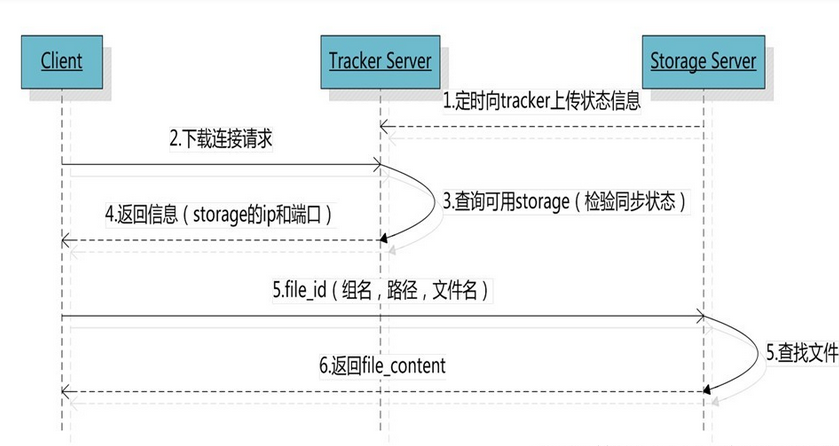 Client
Tracker Server
Storage Server
1.定时向tracker上传状态信息
2.下载连接请求
3.查询可用storage（检验同步状态）
4.返回信息（storage的ip和端口）
5.file_id（组名，路径，文件名）
5.查找文件
6.返回file_content